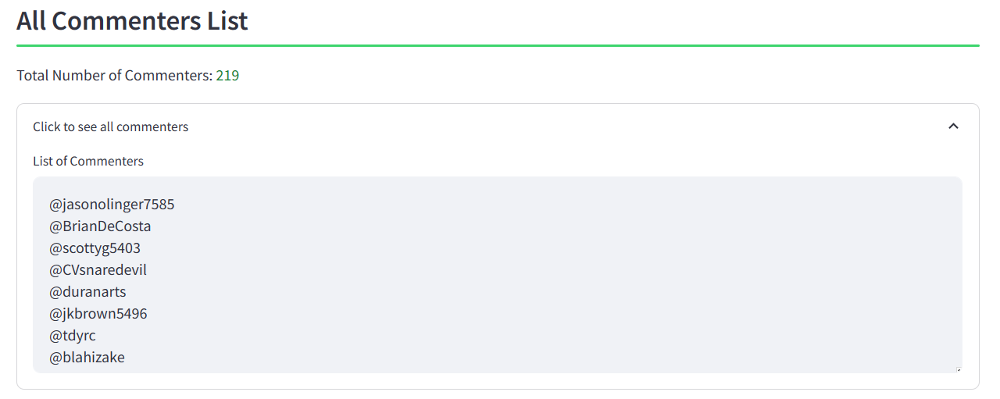 All Commenters List
Total Number of Commenters: 219
Click to see all commenters
List of Commenters
@jasonolinger7585
@BrianDeCosta
@scottyg5403
@CVsnaredevil
@duranarts
@jkbrown5496
@tdyrc
@blahizake